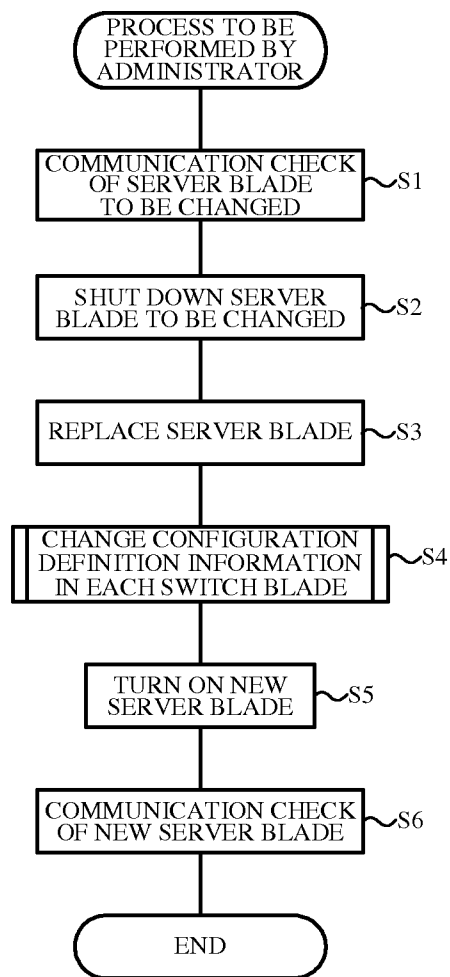 PROCESS TO BE
PERFORMED BY
ADMINISTRATOR
COMMUNICATION CHECK
OF SERVER BLADE
TO BE CHANGED
S1
SHUT DOWN SERVER
BLADE TO BE CHANGED
S2
REPLACE SERVER BLADE
S3
CHANGE CONFIGURATION
DEFINITION INFORMATION
IN EACH SWITCH BLADE
S4
TURN ON NEW
SERVER BLADE
S5
COMMUNICATION CHECK
OF NEW SERVER BLADE
S6
END